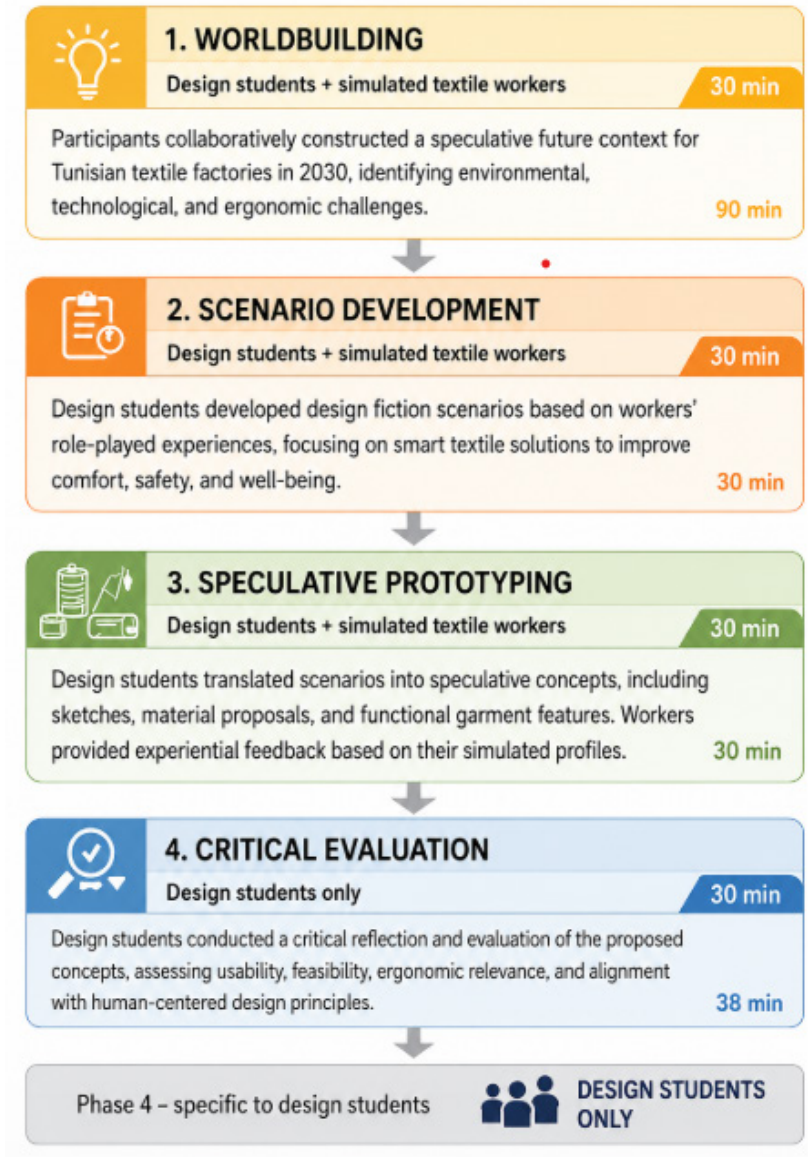 1. WORLDBUILDING
Design students + simulated textile workers
30 min
Participants collaboratively constructed a speculative future context for
Tunisian textile factories in 2030, identifying environmental,
technological, and ergonomic challenges.
90 min
2. SCENARIO DEVELOPMENT
Design students + simulated textile workers
30 min
Design students developed design fiction scenarios based on workers'
role-played experiences, focusing on smart textile solutions to improve
comfort, safety, and well-being.
30 min
3. SPECULATIVE PROTOTYPING
Design students + simulated textile workers
30 min
Design students translated scenarios into speculative concepts, including
sketches, material proposals, and functional garment features. Workers
provided experiential feedback based on their simulated profiles.
30 min
4. CRITICAL EVALUATION
Design students only
30 min
Design students conducted a critical reflection and evaluation of the proposed
concepts, assessing usability, feasibility, ergonomic relevance, and alignment
with human-centered design principles.
38 min
Phase 4 – specific to design students
DESIGN STUDENTS
ONLY